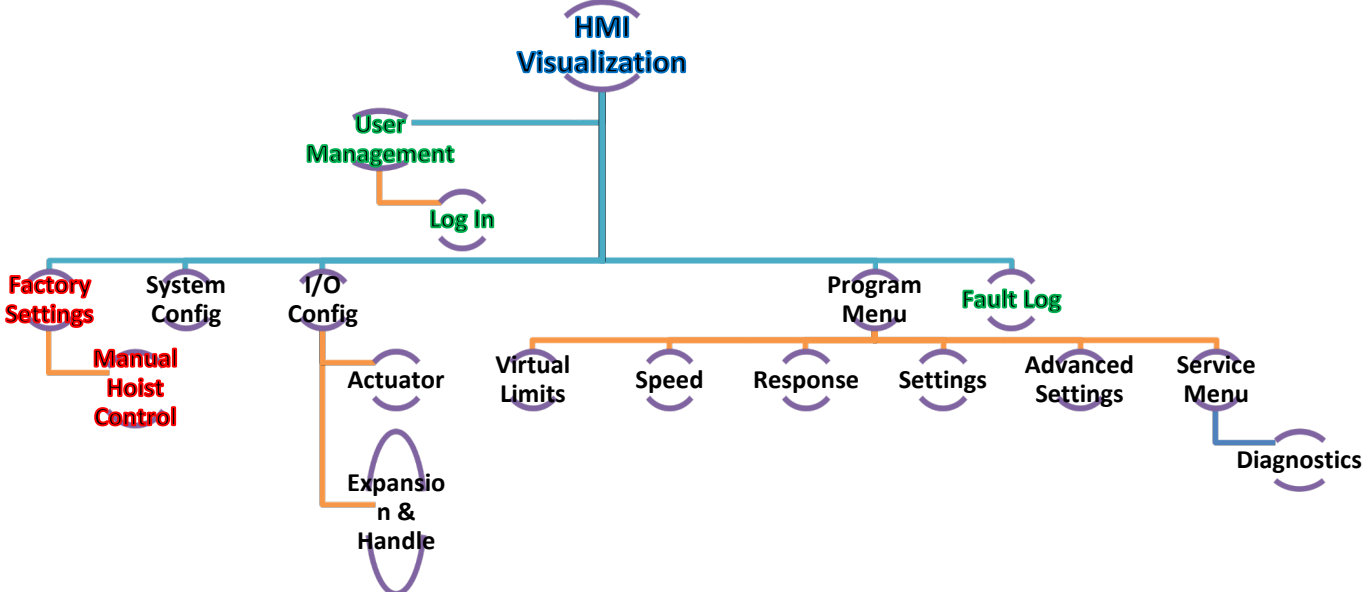 HMI
Visualization
User
Management
Log In
Factory
Settings
System
Config
I/O
Config
Program
Menu
Fault Log
Manual
Hoist
Control
Actuator
Expansio
n &
Handle
Virtual
Limits
Speed
Response
Settings
Advanced
Settings
Service
Menu
Diagnostics